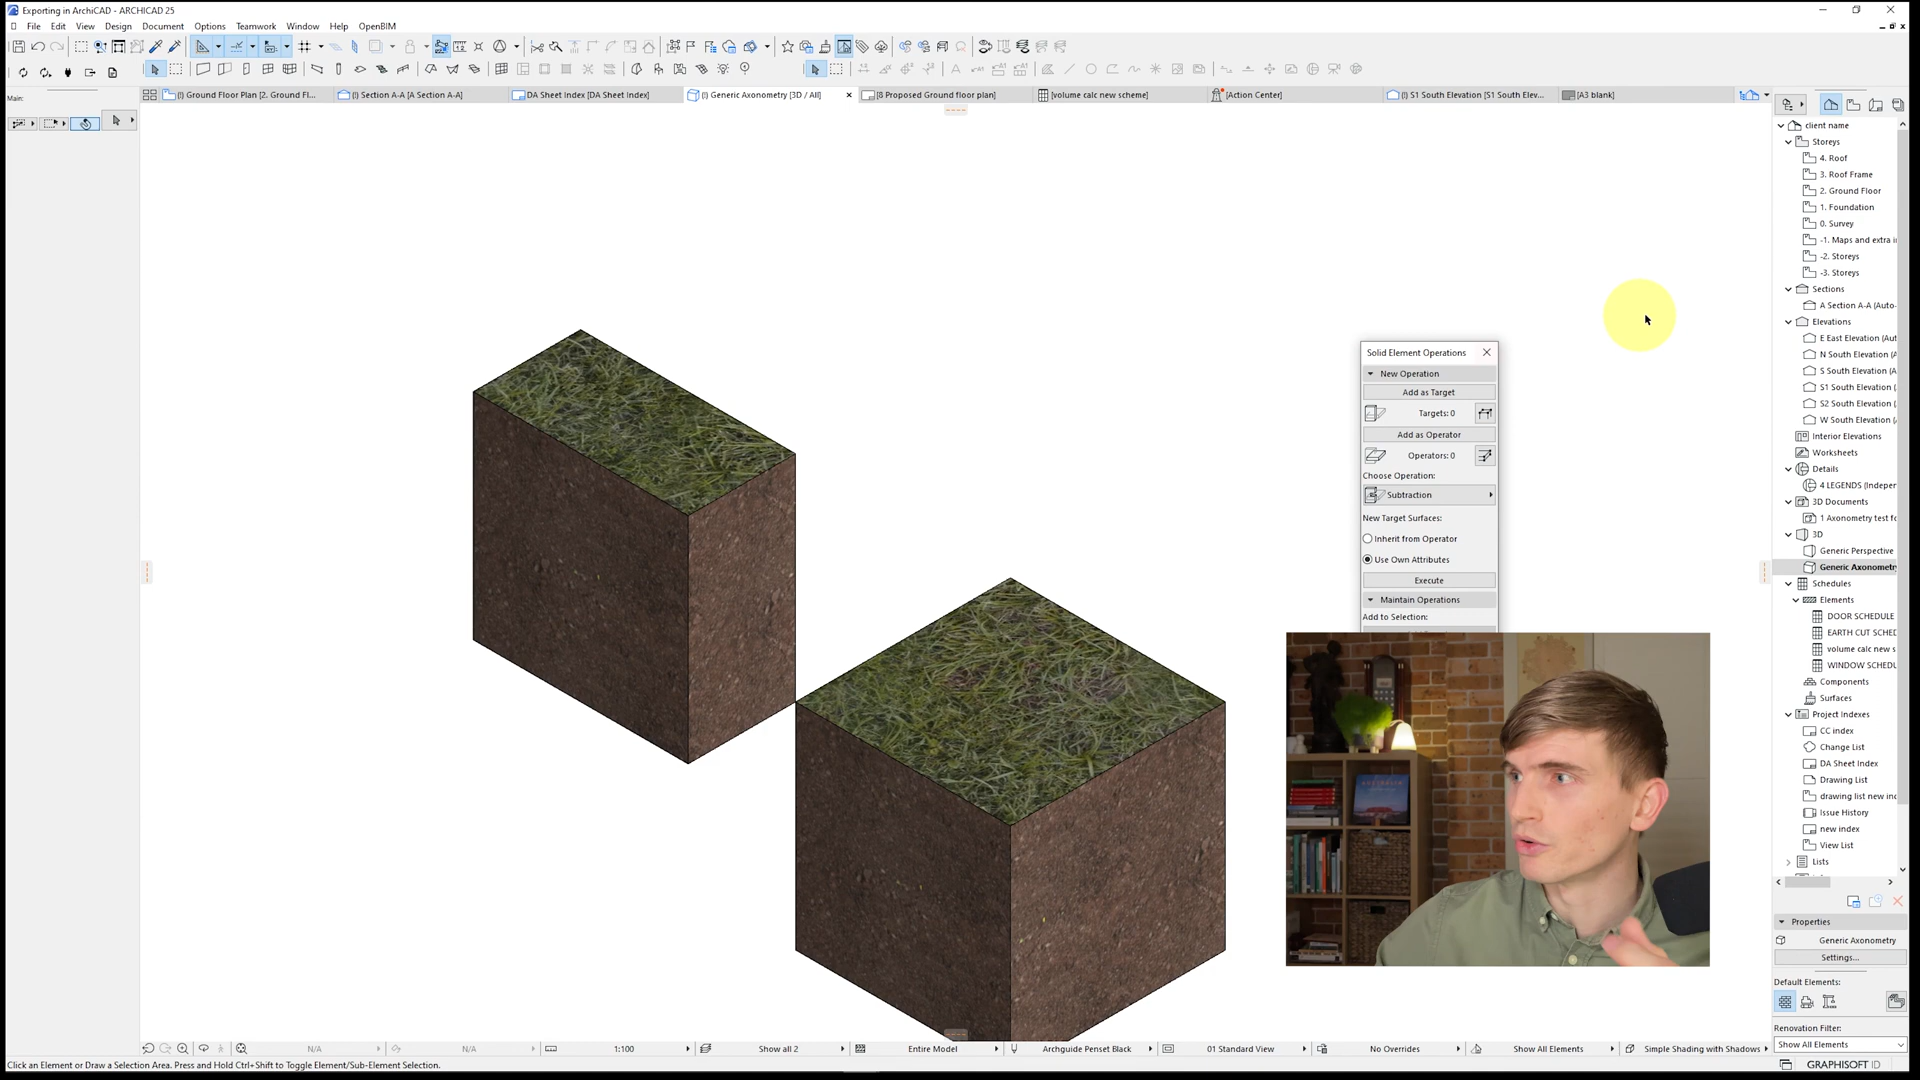 Exporting in ArchiCAD - ARCHICAD 25
File Edit View Design Document Options Teamwork Window Help OpenBIM
Main:
(!) Ground Floor Plan [2. Ground Fl...
(!) Section A-A [A Section A-A]
DA Sheet Index [DA Sheet Index]
(!) Generic Axonometry [3D / All]
[8 Proposed Ground floor plan]
[volume calc new scheme]
[Action Center]
(!) S1 South Elevation [S1 South Elev...
[A3 blank]
client name
Storeys
4. Roof
3. Roof Frame
2. Ground Floor
1. Foundation
0. Survey
-1. Maps and extra i
-2. Storeys
-3. Storeys
Sections
A Section A-A (Auto-
Elevations
E East Elevation (Aut
N South Elevation (A
S South Elevation (A
S1 South Elevation (
S2 South Elevation (
W South Elevation (
Interior Elevations
Worksheets
Details
4 LEGENDS (Indeper
3D Documents
1 Axonometry test fo
3D
Generic Perspective
Generic Axonometry
Schedules
Elements
DOOR SCHEDULE
EARTH CUT SCHED
volume calc new s
WINDOW SCHEDU
Components
Surfaces
Project Indexes
CC index
Change List
DA Sheet Index
Drawing List
drawing list new inc
Issue History
new index
View List
Lists
Properties
Generic Axonometry
Settings...
Default Elements:
Renovation Filter:
Show All Elements
Solid Element Operations
New Operation
Add as Target
Targets: 0
Add as Operator
Operators: 0
Choose Operation:
Subtraction
New Target Surfaces:
Inherit from Operator
Use Own Attributes
Execute
Maintain Operations
Add to Selection:
AUSTRALIA
N/A
N/A
1:100
Show all 2
Entire Model
Archguide Penset Black
01 Standard View
No Overrides
Show All Elements
Simple Shading with Shadows
Click an Element or Draw a Selection Area. Press and Hold Ctrl+Shift to Toggle Element/Sub-Element Selection.
GRAPHISOFT ID